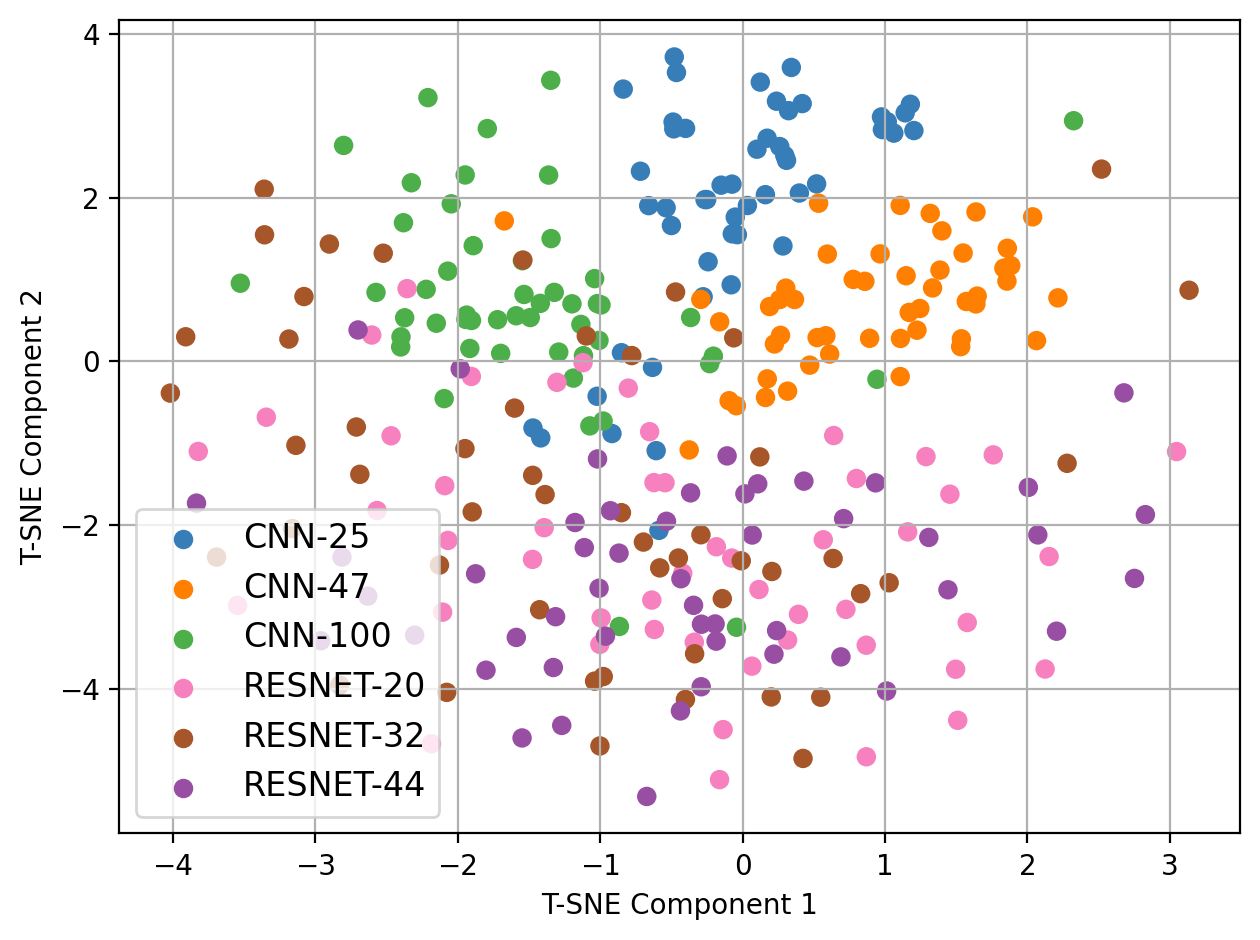 4
2
0
−2
−4
T-SNE Component 2
CNN-25
CNN-47
CNN-100
RESNET-20
RESNET-32
RESNET-44
−4 −3 −2 −1 0 1 2 3
T-SNE Component 1